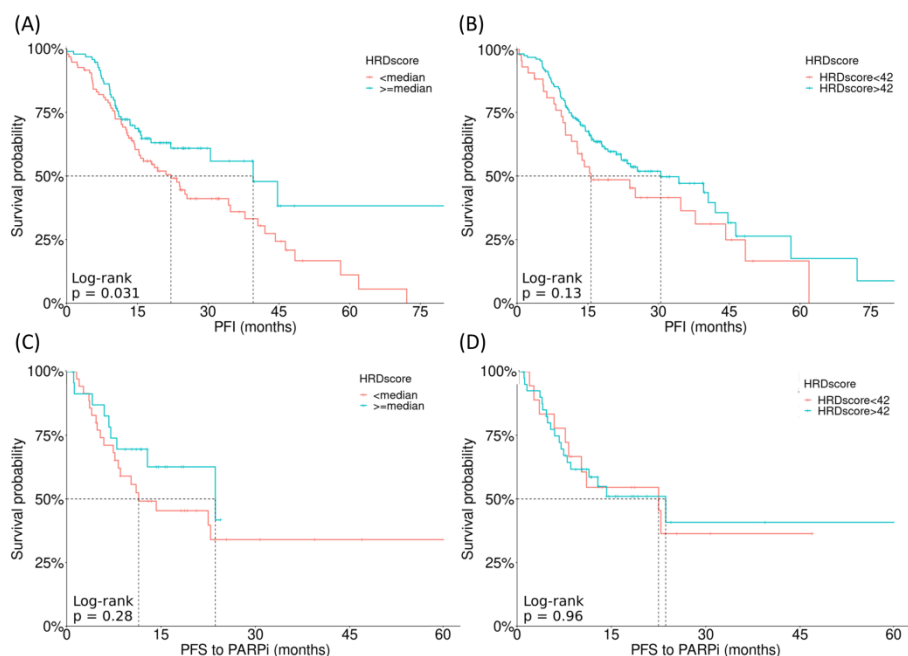 (A)
100%
75%
50%
25%
0%
Survival probability
HRDscore
<median
>=median
Log-rank
p = 0.031
0 15 30 45 60 75
PFI (months)
(B)
100%
75%
50%
25%
0%
Survival probability
HRDscore
HRDscore<42
HRDscore>42
Log-rank
p = 0.13
0 15 30 45 60 75
PFI (months)
(C)
100%
75%
50%
25%
0%
Survival probability
HRDscore
<median
>=median
Log-rank
p = 0.28
0 15 30 45 60
PFS to PARPi (months)
(D)
100%
75%
50%
25%
0%
Survival probability
HRDscore
HRDscore<42
HRDscore>42
Log-rank
p = 0.96
0 15 30 45 60
PFS to PARPi (months)